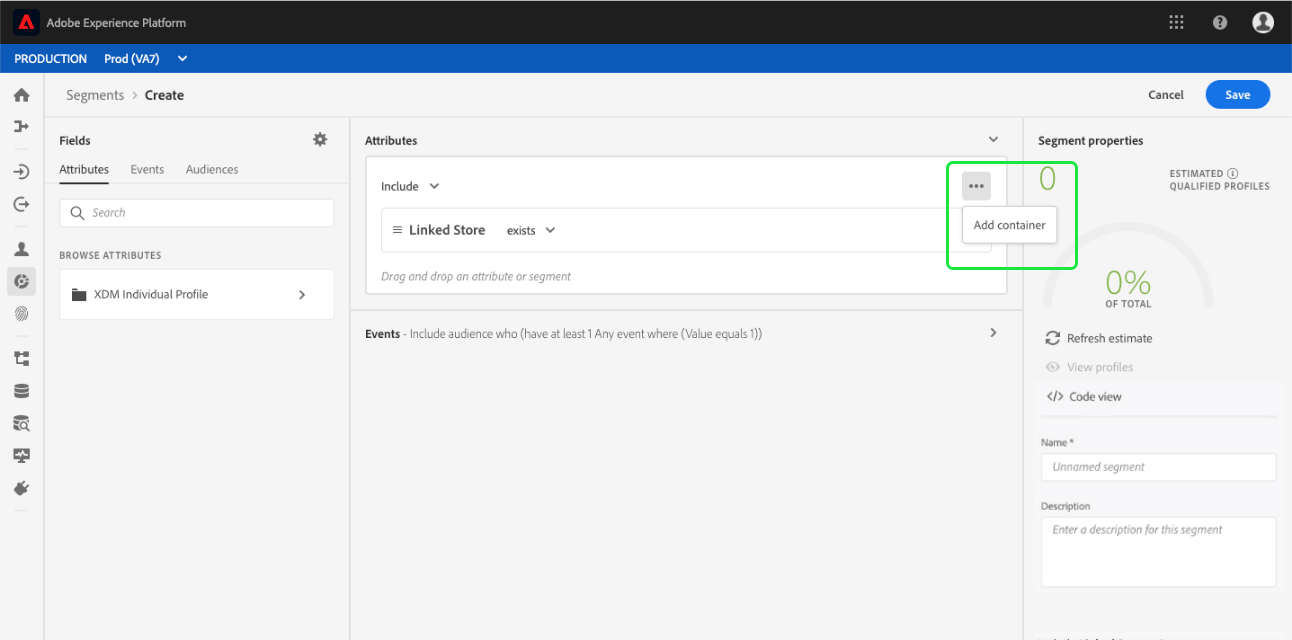 Adobe Experience Platform
PRODUCTION Prod (VA7)
Segments > Create
Cancel
Save
Fields
Attributes Events Audiences
Search
BROWSE ATTRIBUTES
XDM Individual Profile
Attributes
Include
•••
Add container
Linked Store exists
Drag and drop an attribute or segment
Events - Include audience who (have at least 1 Any event where (Value equals 1))
Segment properties
0
ESTIMATED
QUALIFIED PROFILES
0%
OF TOTAL
Refresh estimate
View profiles
</> Code view
Name *
Unnamed segment
Description
Enter a description for this segment